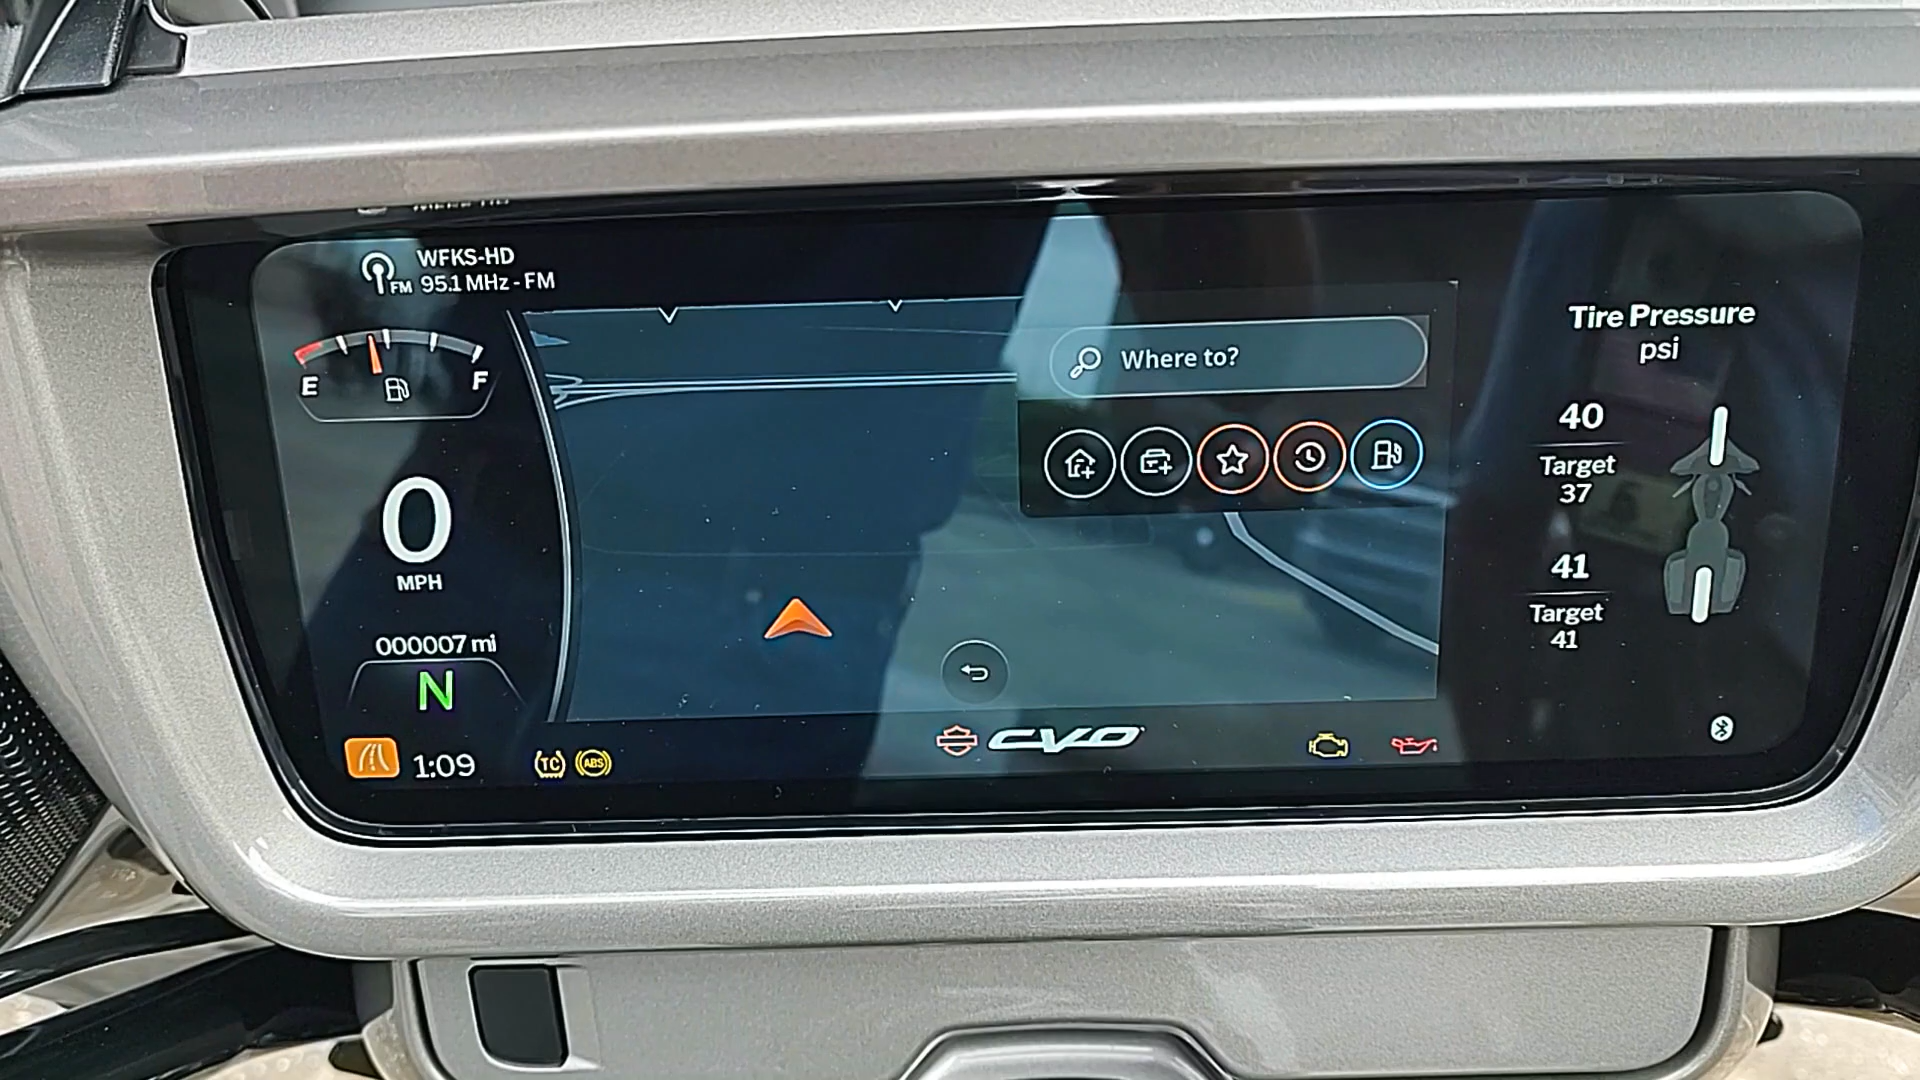 WFKS-HD
FM 95.1 MHz - FM
E F
0
MPH
000007 mi
N
1:09
TC ABS
Where to?
CVO
Tire Pressure
psi
40
Target
37
41
Target
41